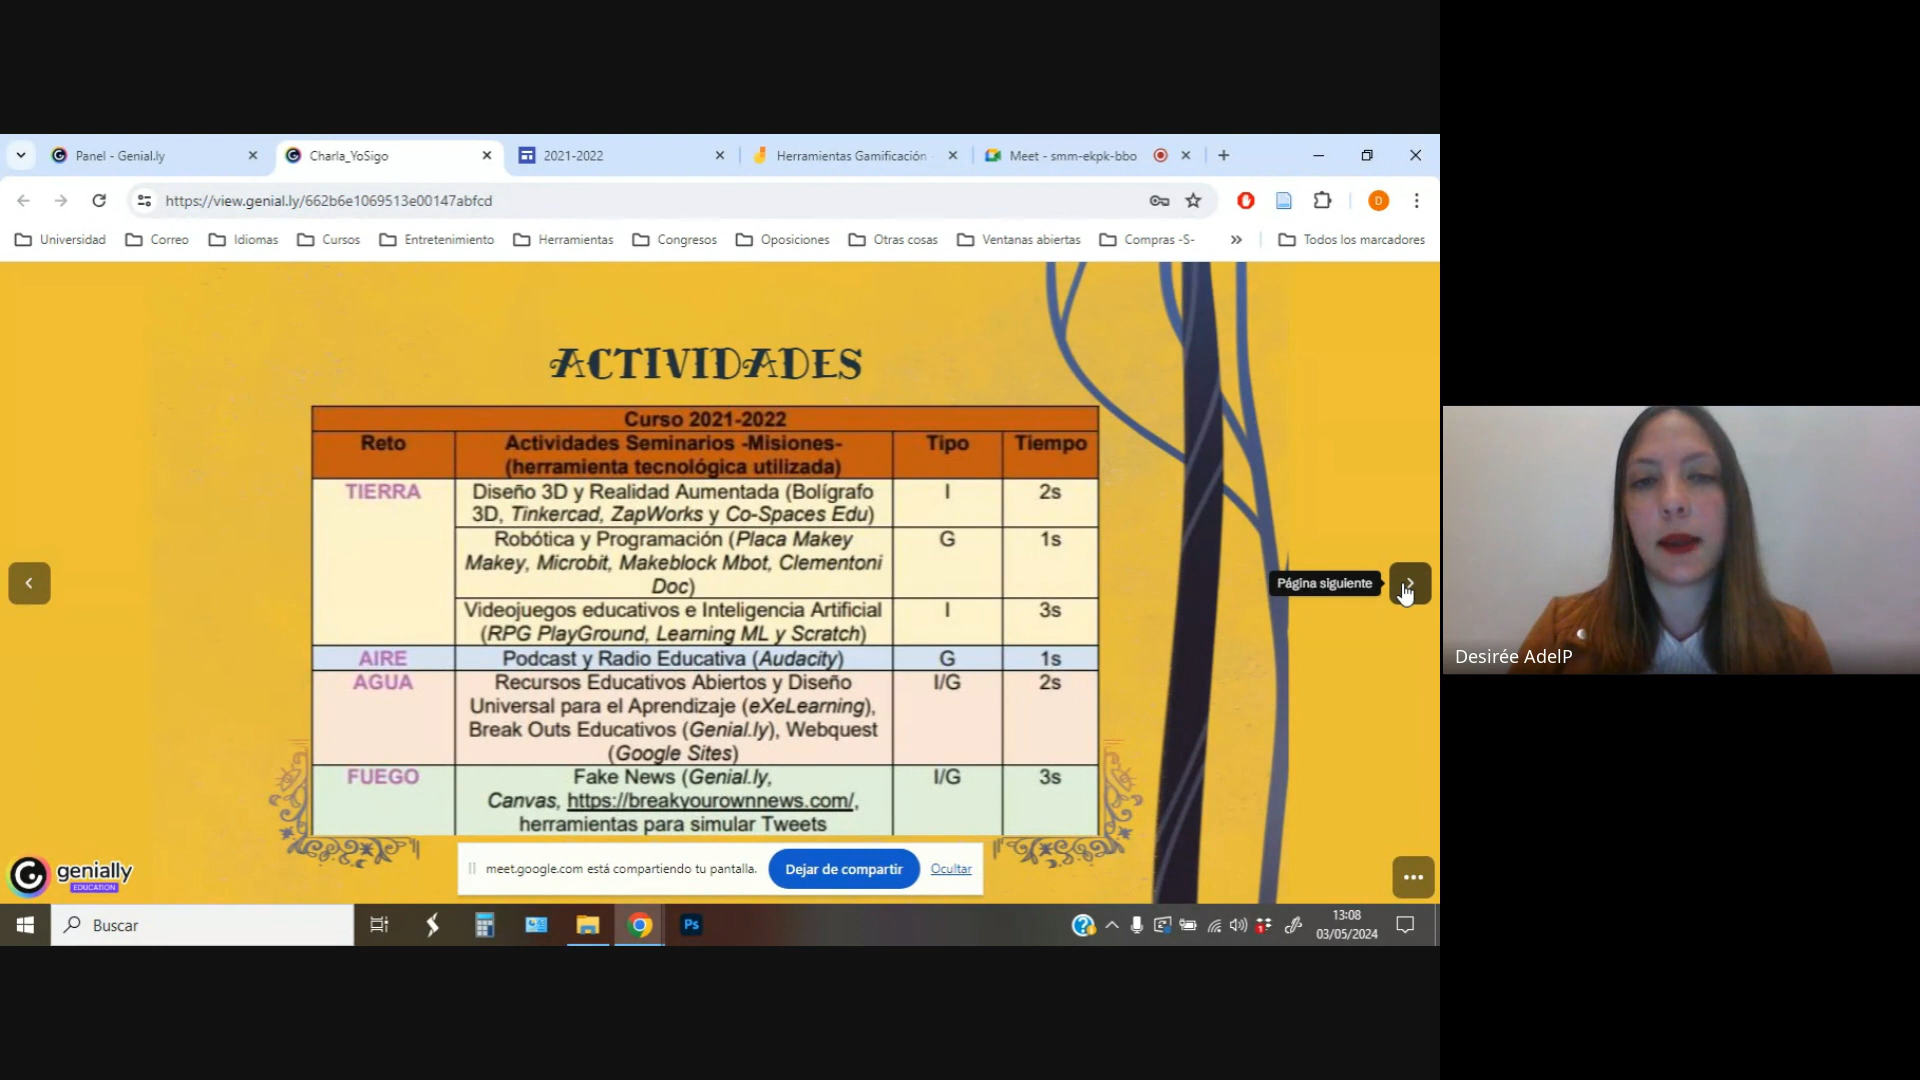 Panel - Genial.ly
Charla_YoSigo
2021-2022
Herramientas Gamificación
Meet - smm-ekpk-bbo
https://view.genial.ly/662b6e1069513e00147abfcd
D
Universidad
Correo
Idiomas
Cursos
Entretenimiento
Herramientas
Congresos
Oposiciones
Otras cosas
Ventanas abiertas
Compras -S-
»
Todos los marcadores
ACTIVIDADES
Curso 2021-2022
Reto
Actividades Seminarios -Misiones-
(herramienta tecnológica utilizada)
Tipo
Tiempo
TIERRA
Diseño 3D y Realidad Aumentada (Bolígrafo
3D, Tinkercad, ZapWorks y Co-Spaces Edu)
I
2s
Robótica y Programación (Placa Makey
Makey, Microbit, Makeblock Mbot, Clementoni
Doc)
G
1s
Videojuegos educativos e Inteligencia Artificial
(RPG PlayGround, Learning ML y Scratch)
I
3s
AIRE
Podcast y Radio Educativa (Audacity)
G
1s
AGUA
Recursos Educativos Abiertos y Diseño
Universal para el Aprendizaje (eXeLearning),
Break Outs Educativos (Genial.ly), Webquest
(Google Sites)
I/G
2s
FUEGO
Fake News (Genial.ly,
Canvas, https://breakyourownnews.com/,
herramientas para simular Tweets
I/G
3s
Página siguiente
Desirée AdelP
genially
EDUCATION
meet.google.com está compartiendo tu pantalla.
Dejar de compartir
Ocultar
Buscar
Ps
13:08
03/05/2024